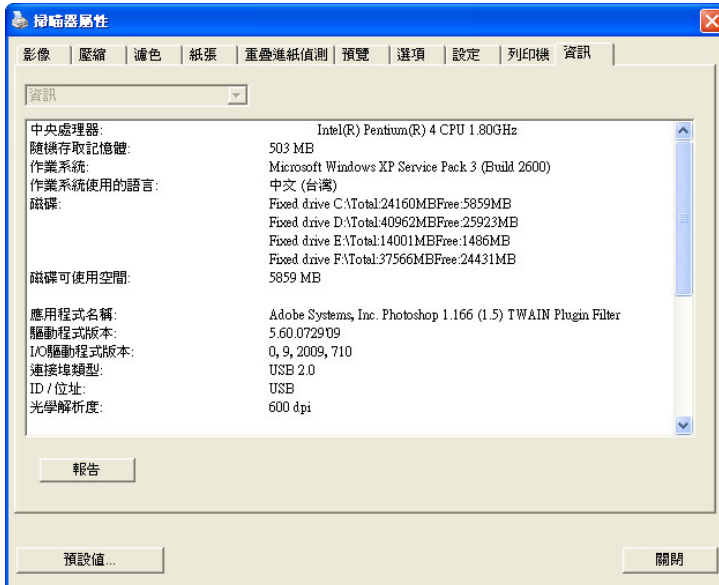 掃瞄器屬性
影像 壓縮 濾色 紙張 重疊進紙偵測 預覽 選項 設定 列印機 資訊
資訊
中央處理器: Intel(R) Pentium(R) 4 CPU 1.80GHz
隨機存取記憶體: 503 MB
作業系統: Microsoft Windows XP Service Pack 3 (Build 2600)
作業系統使用的語言: 中文 (台灣)
磁碟: Fixed drive C:\Total:24160MBFree:5859MB
Fixed drive D:\Total:40962MBFree:25923MB
Fixed drive E:\Total:14001MBFree:1486MB
Fixed drive F:\Total:37566MBFree:24431MB
磁碟可使用空間: 5859 MB
應用程式名稱: Adobe Systems, Inc. Photoshop 1.166 (1.5) TWAIN Plugin Filter
驅動程式版本: 5.60.0729'09
I/O驅動程式版本: 0, 9, 2009, 710
連接埠類型: USB 2.0
ID / 位址: USB
光學解析度: 600 dpi
報告
預設值... 關閉